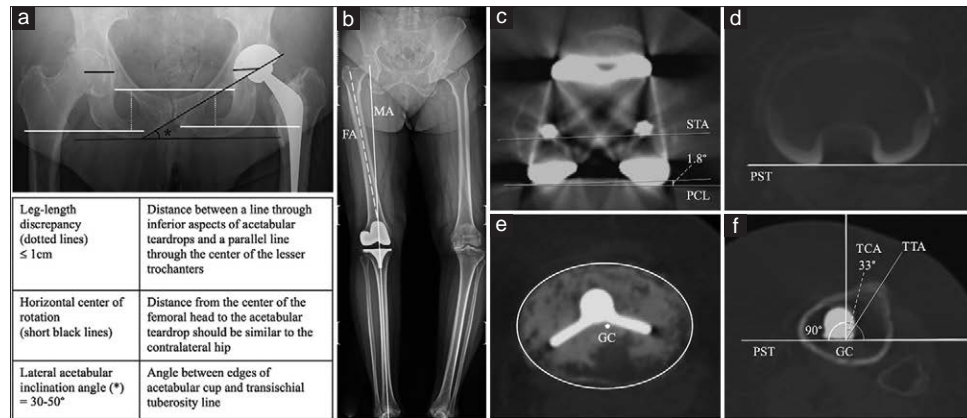 a
*
Leg-length
discrepancy
(dotted lines)
≤ 1cm
Distance between a line through
inferior aspects of acetabular
teardrops and a parallel line
through the center of the lesser
trochanters
Horizontal center of
rotation
(short black lines)
Distance from the center of the
femoral head to the acetabular
teardrop should be similar to the
contralateral hip
Lateral acetabular
inclination angle (*)
= 30-50°
Angle between edges of
acetabular cup and transischial
tuberosity line
b
MA
FA
c
STA
1.8°
PCL
d
PST
e
GC
f
TCA
33°
TTA
90°
PST
GC